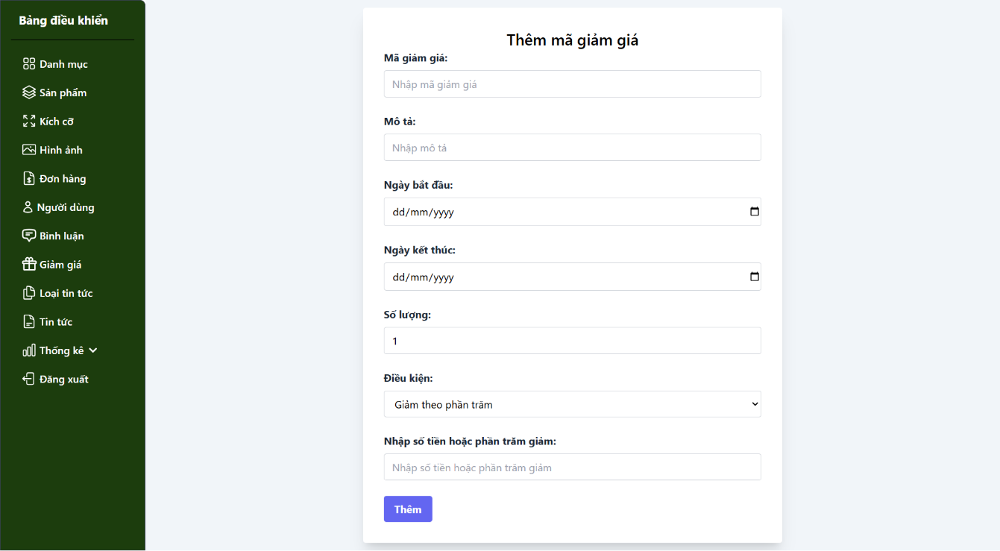 Bảng điều khiển
Danh mục
Sản phẩm
Kích cỡ
Hình ảnh
Đơn hàng
Người dùng
Bình luận
Giảm giá
Loại tin tức
Tin tức
Thống kê
Đăng xuất
Thêm mã giảm giá
Mã giảm giá:
Nhập mã giảm giá
Mô tả:
Nhập mô tả
Ngày bắt đầu:
dd/mm/yyyy
Ngày kết thúc:
dd/mm/yyyy
Số lượng:
1
Điều kiện:
Giảm theo phần trăm
Nhập số tiền hoặc phần trăm giảm:
Nhập số tiền hoặc phần trăm giảm
Thêm